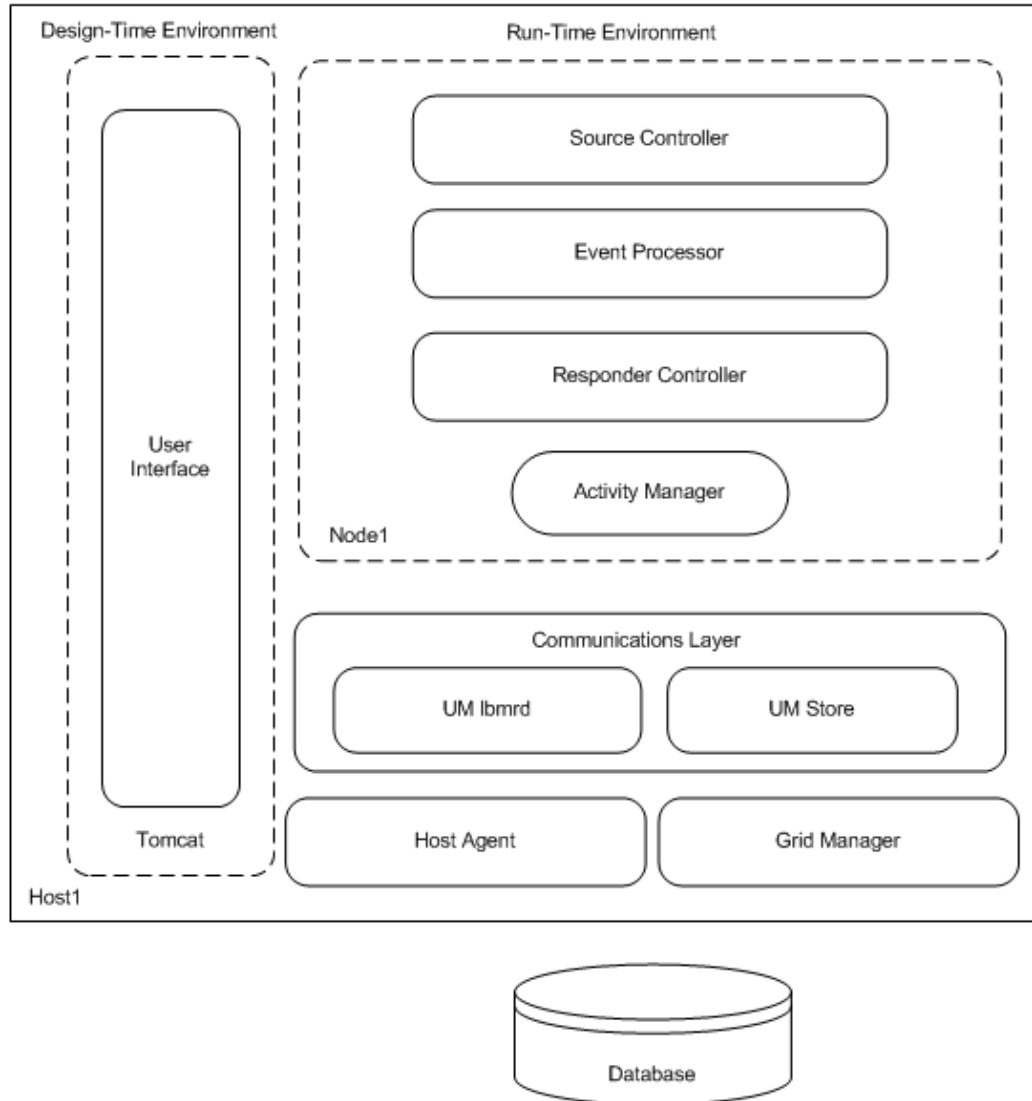 Design-Time Environment
Run-Time Environment
Source Controller
Event Processor
Responder Controller
User
Interface
Activity Manager
Node1
Communications Layer
UM lbmrd
UM Store
Tomcat
Host Agent
Grid Manager
Host1
Database